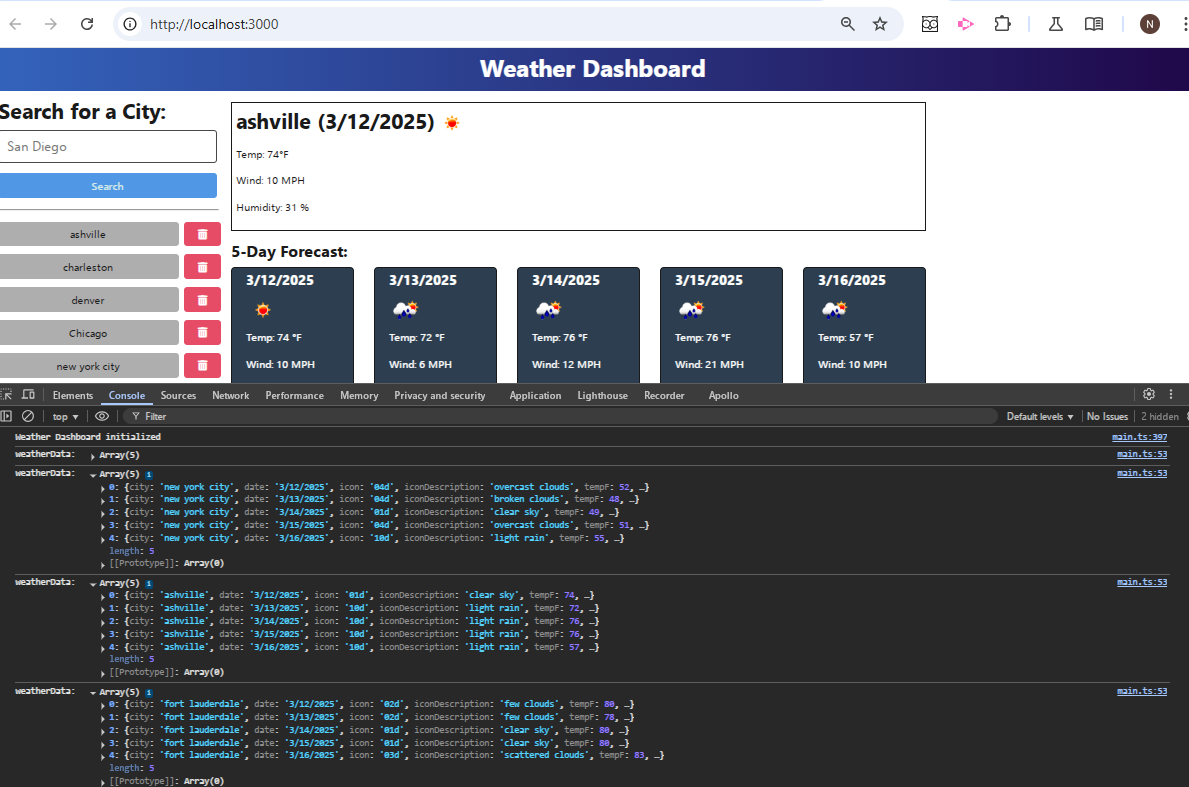 http://localhost:3000
N
Weather Dashboard
Search for a City:
San Diego
Search
ashville
charleston
denver
Chicago
new york city
ashville (3/12/2025)
Temp: 74°F
Wind: 10 MPH
Humidity: 31 %
5-Day Forecast:
3/12/2025 3/13/2025 3/14/2025 3/15/2025 3/16/2025
Temp: 74 °F Temp: 72 °F Temp: 76 °F Temp: 76 °F Temp: 57 °F
Wind: 10 MPH Wind: 6 MPH Wind: 12 MPH Wind: 21 MPH Wind: 10 MPH
Elements Console Sources Network Performance Memory Privacy and security Application Lighthouse Recorder Apollo
top Filter Default levels No Issues 2 hidden
Weather Dashboard initialized main.ts:397
weatherData: Array(5) main.ts:53
weatherData: Array(5) i main.ts:53
0: {city: 'new york city', date: '3/12/2025', icon: '04d', iconDescription: 'overcast clouds', tempF: 52, …}
1: {city: 'new york city', date: '3/13/2025', icon: '04d', iconDescription: 'broken clouds', tempF: 48, …}
2: {city: 'new york city', date: '3/14/2025', icon: '01d', iconDescription: 'clear sky', tempF: 49, …}
3: {city: 'new york city', date: '3/15/2025', icon: '04d', iconDescription: 'overcast clouds', tempF: 51, …}
4: {city: 'new york city', date: '3/16/2025', icon: '10d', iconDescription: 'light rain', tempF: 55, …}
length: 5
[[Prototype]]: Array(0)
weatherData: Array(5) i main.ts:53
0: {city: 'ashville', date: '3/12/2025', icon: '01d', iconDescription: 'clear sky', tempF: 74, …}
1: {city: 'ashville', date: '3/13/2025', icon: '10d', iconDescription: 'light rain', tempF: 72, …}
2: {city: 'ashville', date: '3/14/2025', icon: '10d', iconDescription: 'light rain', tempF: 76, …}
3: {city: 'ashville', date: '3/15/2025', icon: '10d', iconDescription: 'light rain', tempF: 76, …}
4: {city: 'ashville', date: '3/16/2025', icon: '10d', iconDescription: 'light rain', tempF: 57, …}
length: 5
[[Prototype]]: Array(0)
weatherData: Array(5) i main.ts:53
0: {city: 'fort lauderdale', date: '3/12/2025', icon: '02d', iconDescription: 'few clouds', tempF: 80, …}
1: {city: 'fort lauderdale', date: '3/13/2025', icon: '02d', iconDescription: 'few clouds', tempF: 78, …}
2: {city: 'fort lauderdale', date: '3/14/2025', icon: '01d', iconDescription: 'clear sky', tempF: 80, …}
3: {city: 'fort lauderdale', date: '3/15/2025', icon: '01d', iconDescription: 'clear sky', tempF: 80, …}
4: {city: 'fort lauderdale', date: '3/16/2025', icon: '03d', iconDescription: 'scattered clouds', tempF: 83, …}
length: 5
[[Prototype]]: Array(0)